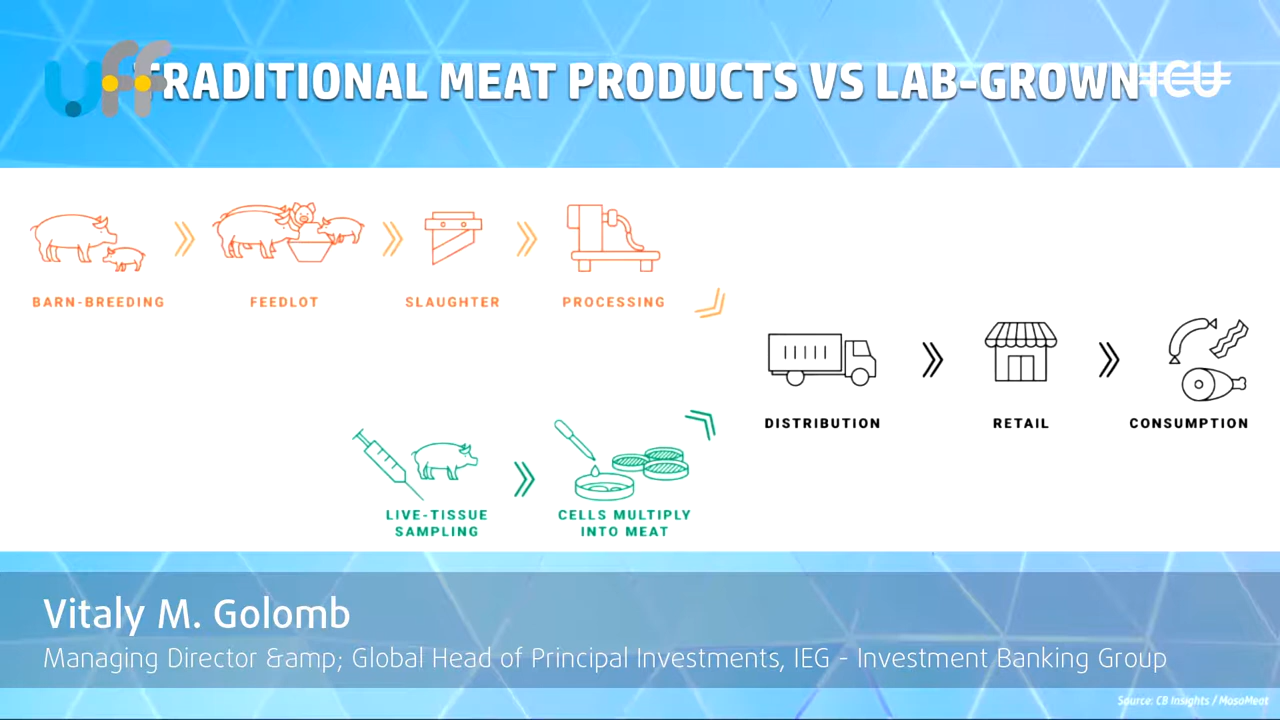 uff
TRADITIONAL MEAT PRODUCTS VS LAB-GROWN
ICU
BARN-BREEDING
FEEDLOT
SLAUGHTER
PROCESSING
DISTRIBUTION
RETAIL
CONSUMPTION
LIVE-TISSUE
SAMPLING
CELLS MULTIPLY
INTO MEAT
Vitaly M. Golomb
Managing Director &amp; Global Head of Principal Investments, IEG - Investment Banking Group
Source: CB Insights / MosaMeat